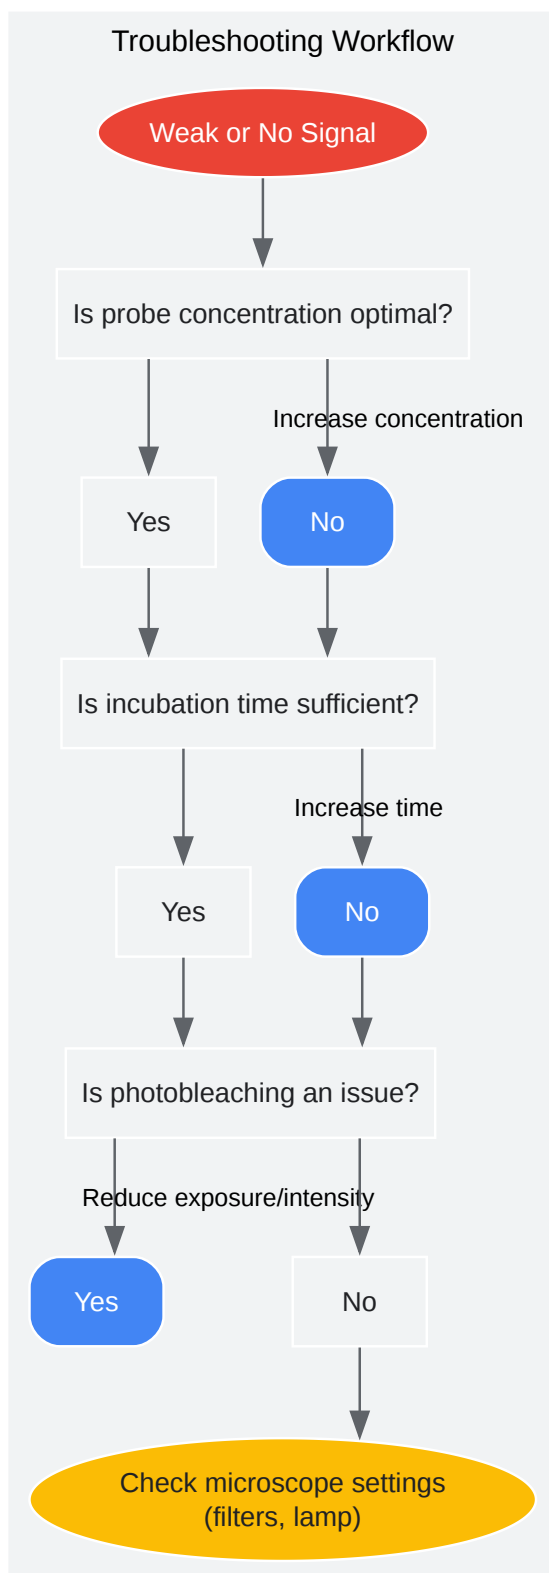 Troubleshooting Workflow
Weak or No Signal
Is probe concentration optimal?
Increase concentration
Yes
No
Is incubation time sufficient?
Increase time
Yes
No
Is photobleaching an issue?
Reduce exposure/intensity
Yes
No
Check microscope settings
(filters, lamp)